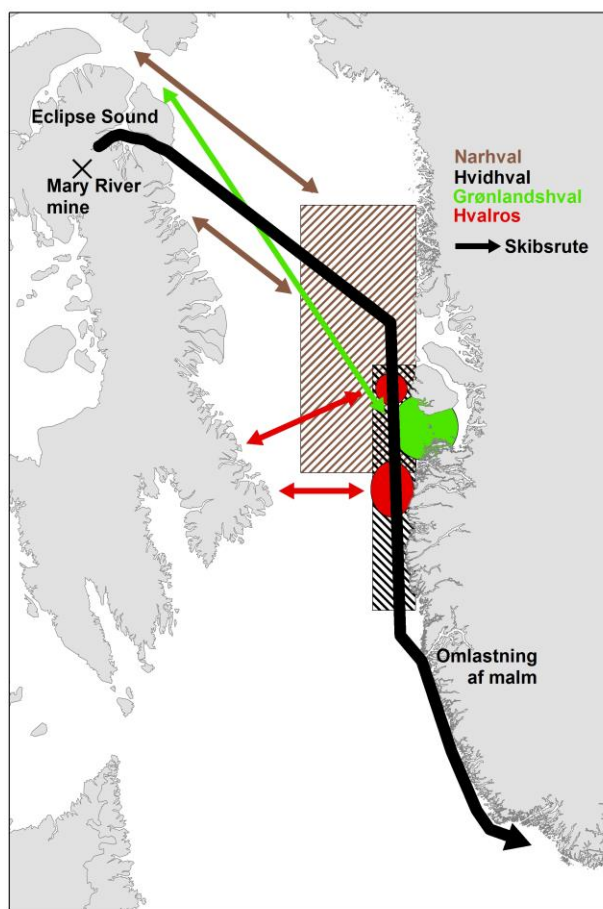 Eclipse Sound
Mary River
mine
Narhval
Hvidhval
Grønlandshval
Hvalros
Skibsrute
Omlastning
af malm